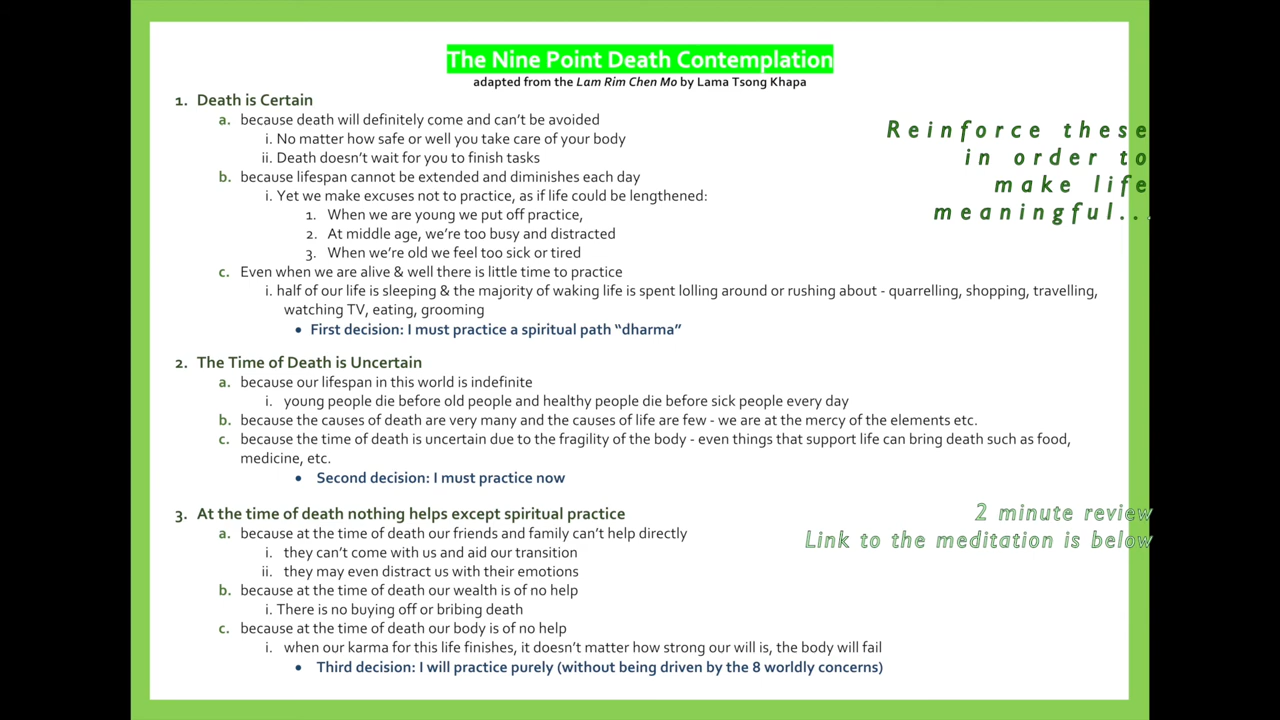 The Nine Point Death Contemplation
adapted from the Lam Rim Chen Mo by Lama Tsong Khapa
1. Death is Certain
a. because death will definitely come and can't be avoided
i. No matter how safe or well you take care of your body
ii. Death doesn't wait for you to finish tasks
b. because lifespan cannot be extended and diminishes each day
i. Yet we make excuses not to practice, as if life could be lengthened:
1. When we are young we put off practice,
2. At middle age, we're too busy and distracted
3. When we're old we feel too sick or tired
c. Even when we are alive & well there is little time to practice
i. half of our life is sleeping & the majority of waking life is spent lolling around or rushing about - quarrelling, shopping, travelling,
watching TV, eating, grooming
• First decision: I must practice a spiritual path “dharma”
Reinforce these
in order to
make life
meaningful...
2. The Time of Death is Uncertain
a. because our lifespan in this world is indefinite
i. young people die before old people and healthy people die before sick people every day
b. because the causes of death are very many and the causes of life are few - we are at the mercy of the elements etc.
c. because the time of death is uncertain due to the fragility of the body - even things that support life can bring death such as food,
medicine, etc.
• Second decision: I must practice now
3. At the time of death nothing helps except spiritual practice
a. because at the time of death our friends and family can't help directly
i. they can't come with us and aid our transition
ii. they may even distract us with their emotions
b. because at the time of death our wealth is of no help
i. There is no buying off or bribing death
c. because at the time of death our body is of no help
i. when our karma for this life finishes, it doesn't matter how strong our will is, the body will fail
• Third decision: I will practice purely (without being driven by the 8 worldly concerns)
2 minute review
Link to the meditation is below